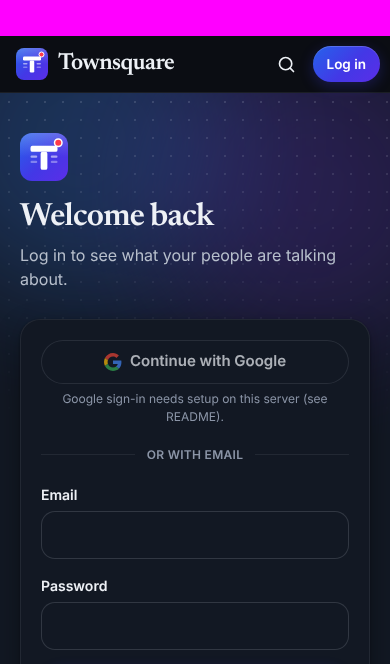 Townsquare
Log in
Welcome back
Log in to see what your people are talking
about.
Continue with Google
Google sign-in needs setup on this server (see
README).
OR WITH EMAIL
Email
Password